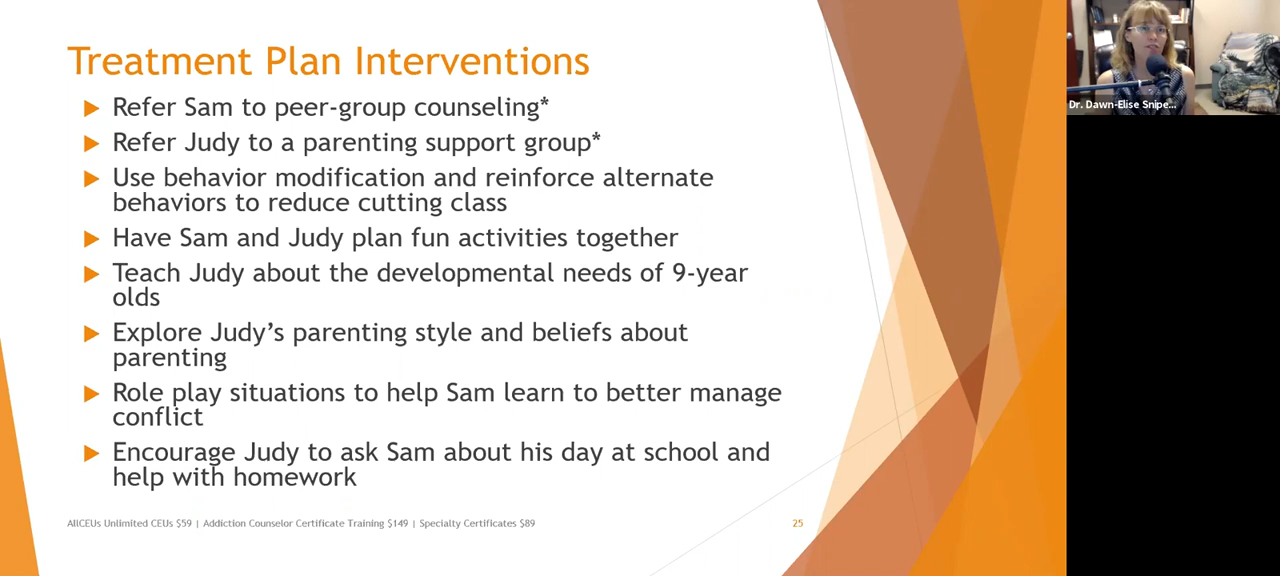 Treatment Plan Interventions
Refer Sam to peer-group counseling*
Refer Judy to a parenting support group*
Use behavior modification and reinforce alternate
behaviors to reduce cutting class
Have Sam and Judy plan fun activities together
Teach Judy about the developmental needs of 9-year
olds
Explore Judy’s parenting style and beliefs about
parenting
Role play situations to help Sam learn to better manage
conflict
Encourage Judy to ask Sam about his day at school and
help with homework
AllCEUs Unlimited CEUs $59 | Addiction Counselor Certificate Training $149 | Specialty Certificates $89
25
Dr. Dawn-Elise Snipe...